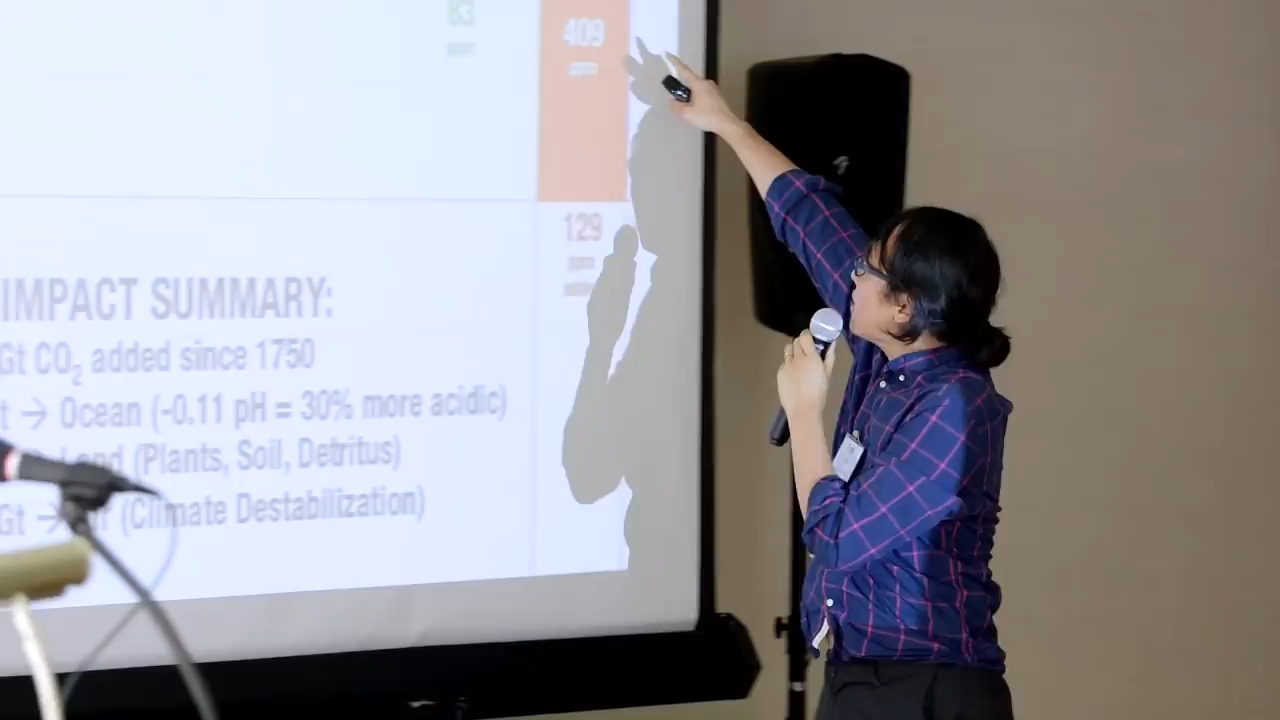 83
409
129
IMPACT SUMMARY:
Gt CO₂ added since 1750
t → Ocean (-0.11 pH = 30% more acidic)
(Plants, Soil, Detritus)
Gt → (Climate Destabilization)